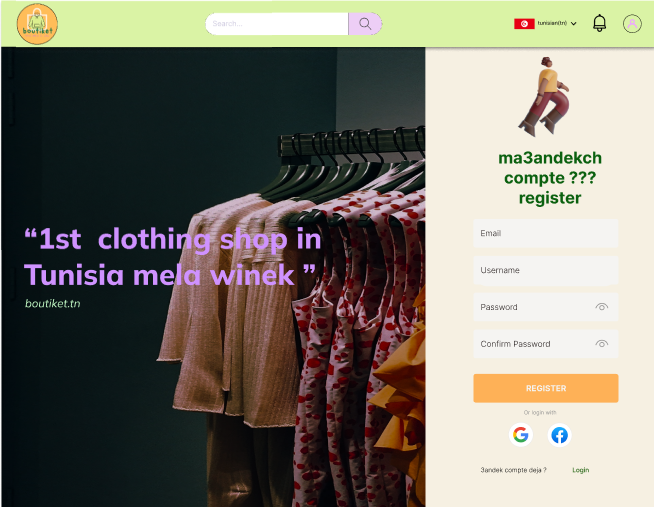 boutiket
Search...
tunisian(tn)
“1st clothing shop in
Tunisia mela winek ”
boutiket.tn
ma3andekch
compte ???
register
Email
Username
Password
Confirm Password
REGISTER
Or login with
3andek compte deja ?
Login